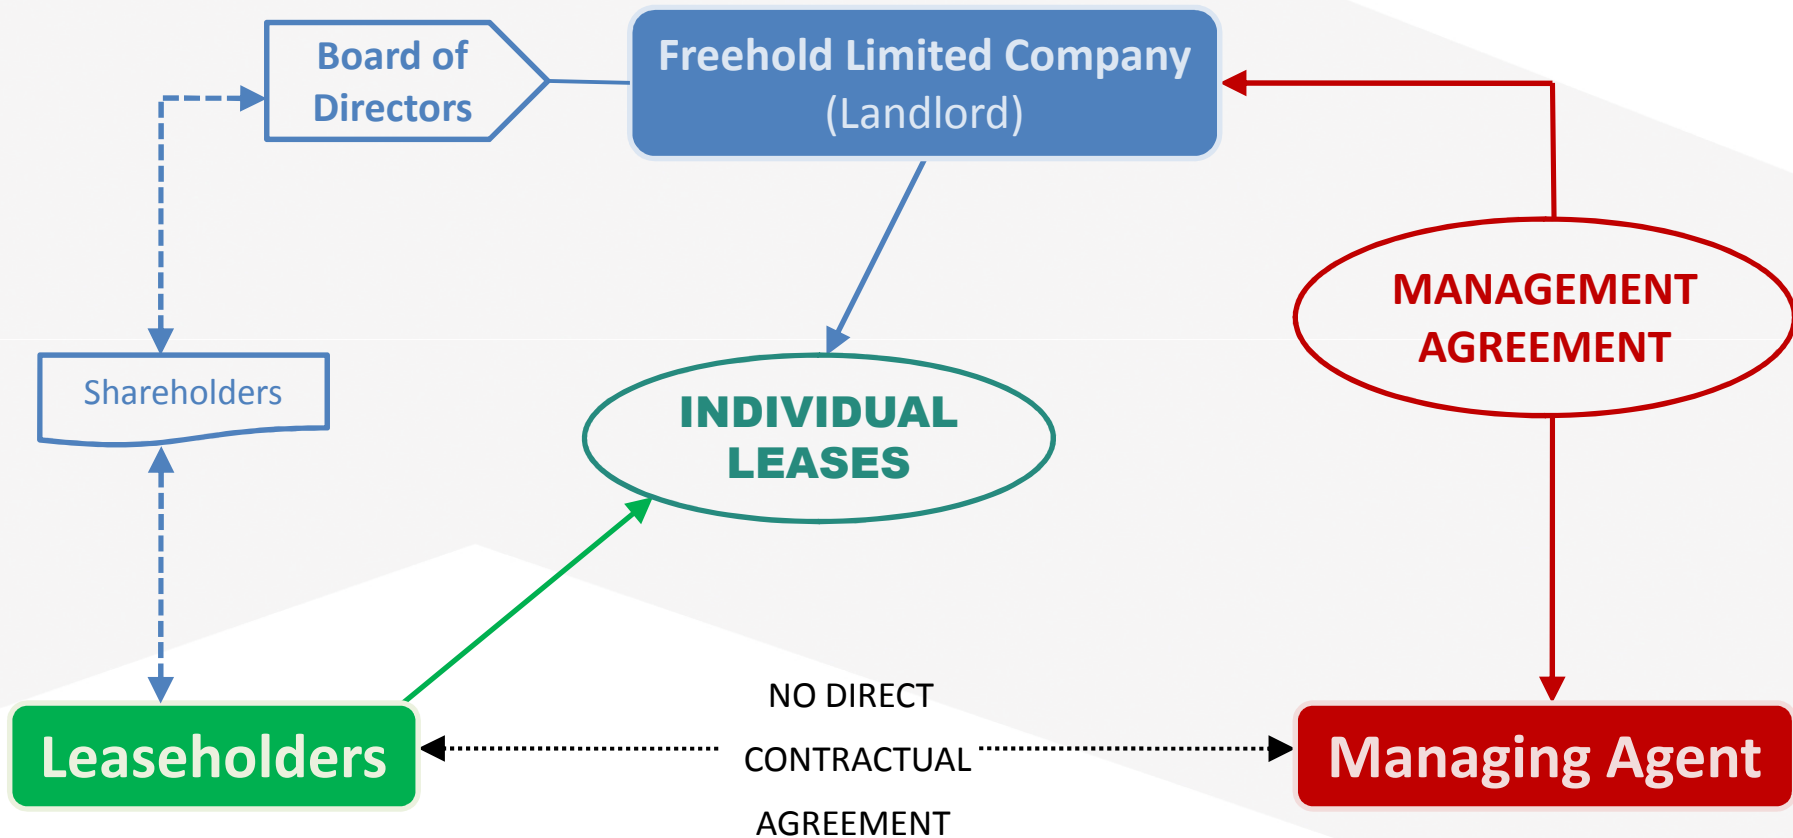 Board of
Directors
Freehold Limited Company
(Landlord)
MANAGEMENT
AGREEMENT
Shareholders
INDIVIDUAL
LEASES
NO DIRECT
CONTRACTUAL
AGREEMENT
Leaseholders
Managing Agent